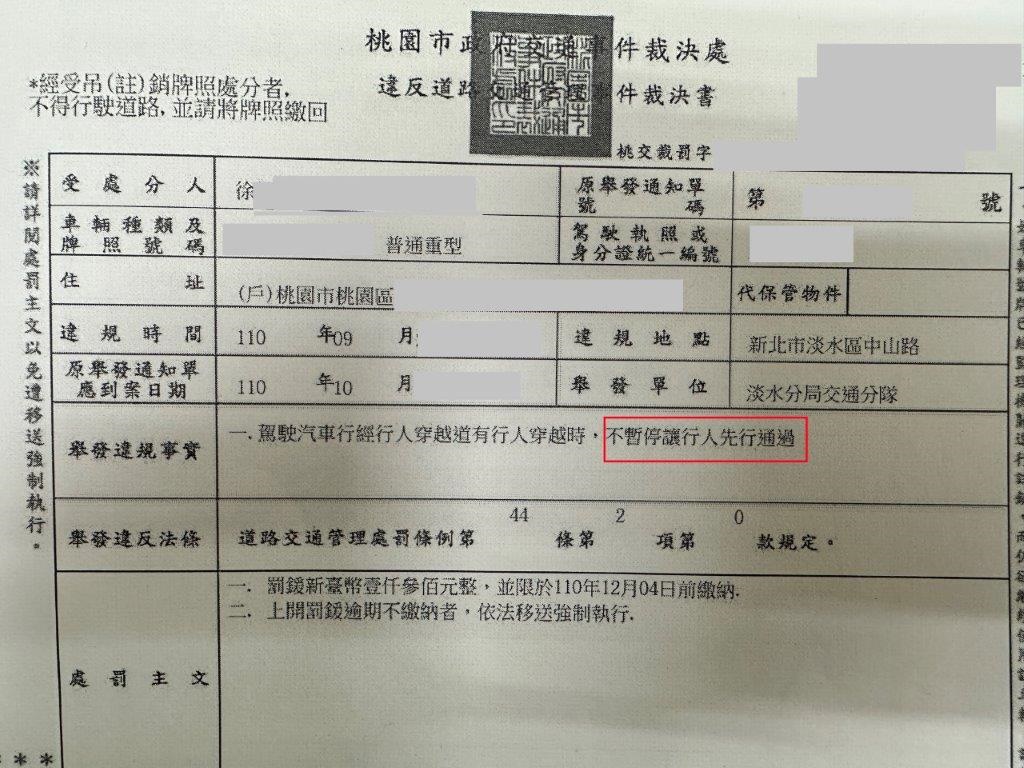 桃園市政府交通事件裁決處
違反道路交通管理事件裁決書
*經受吊(註)銷牌照處分者,
不得行駛道路,並請將牌照繳回
桃交裁罰字
※請詳閱處罰主文以免遭移送強制執行。
受處分人 徐
原舉發通知單號碼 第 號
車輛種類及牌照號碼 普通重型
駕駛執照或身分證統一編號
住址 (戶)桃園市桃園區
代保管物件
違規時間 110 年09 月
違規地點 新北市淡水區中山路
原舉發通知單應到案日期 110 年10 月
舉發單位 淡水分局交通分隊
舉發違規事實 一.駕駛汽車行經行人穿越道有行人穿越時,不暫停讓行人先行通過
舉發違反法條 道路交通管理處罰條例第 44 條第 2 項第 0 款規定。
處罰主文
一. 罰鍰新臺幣壹仟參佰元整,並限於110年12月04日前繳納.
二. 上開罰鍰逾期不繳納者,依法移送強制執行.
* * *